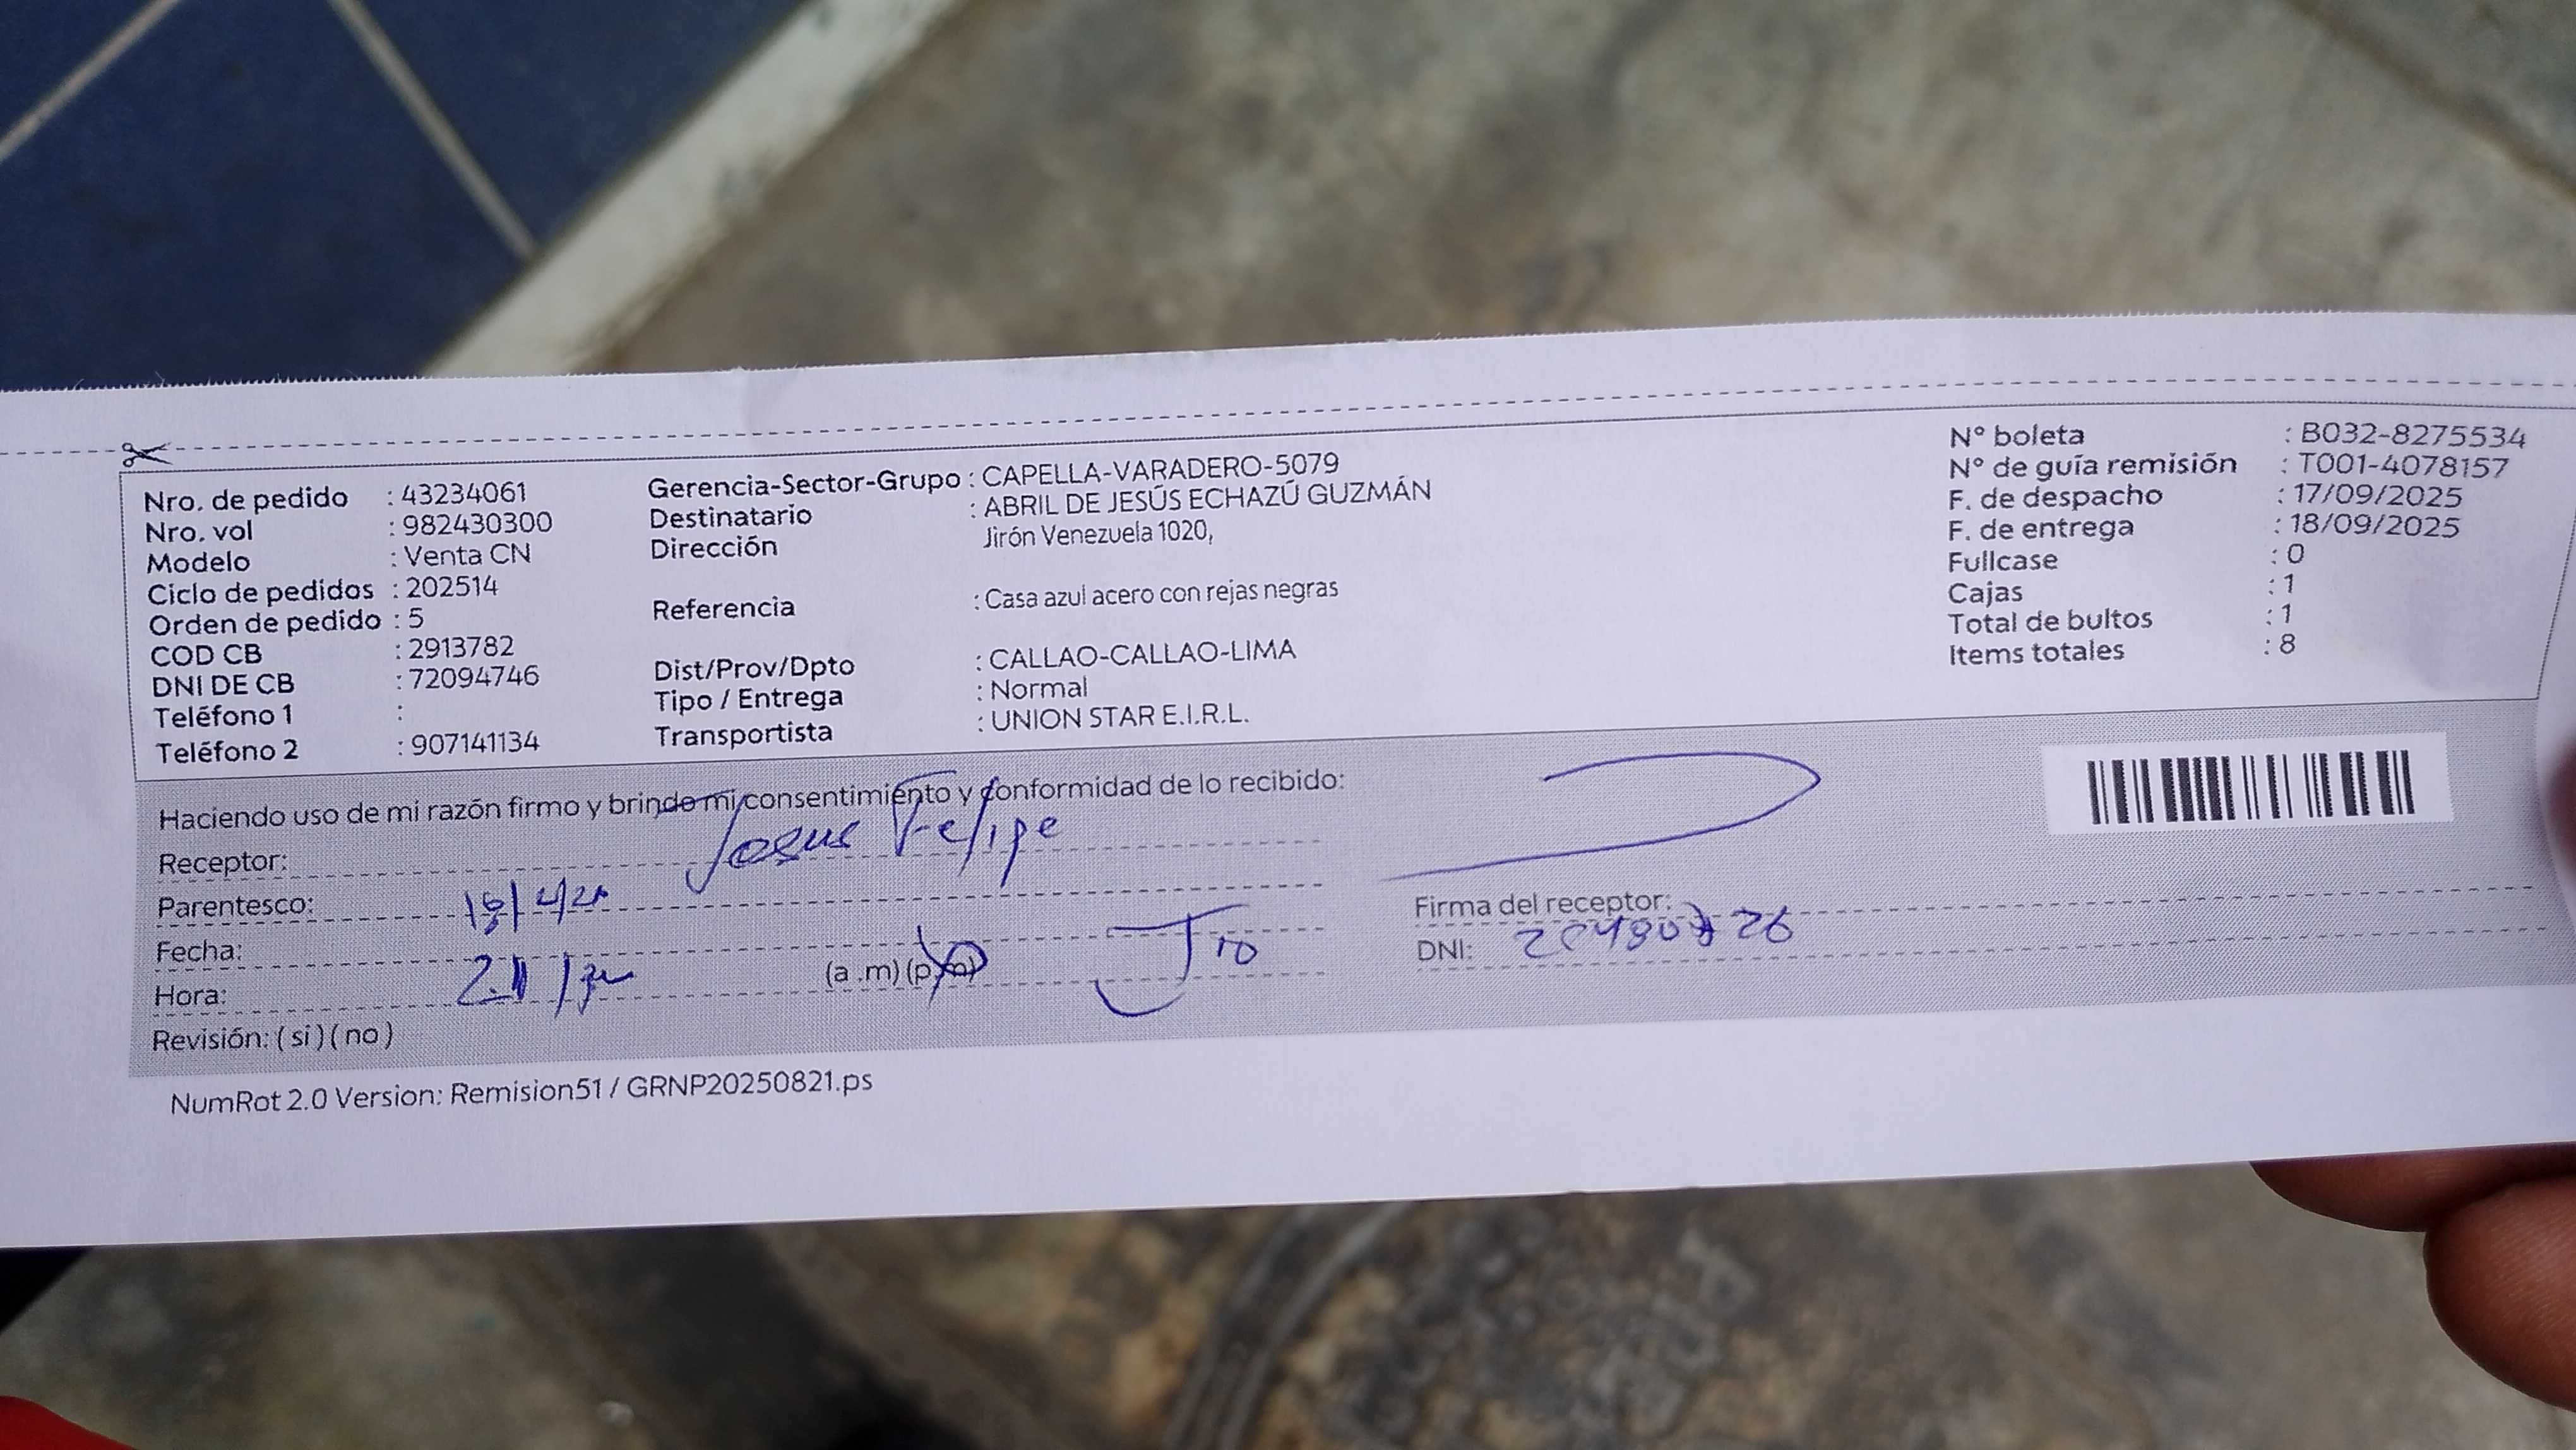 Nro. de pedido : 43234061
Nro. vol : 982430300
Modelo : Venta CN
Ciclo de pedidos : 202514
Orden de pedido : 5
COD CB : 2913782
DNI DE CB : 72094746
Teléfono 1 :
Teléfono 2 : 907141134
Gerencia-Sector-Grupo : CAPELLA-VARADERO-5079
Destinatario : ABRIL DE JESÚS ECHAZÚ GUZMÁN
Dirección Jirón Venezuela 1020,
Referencia : Casa azul acero con rejas negras
Dist/Prov/Dpto : CALLAO-CALLAO-LIMA
Tipo / Entrega : Normal
Transportista : UNION STAR E.I.R.L.
N° boleta : B032-8275534
N° de guía remisión : T001-4078157
F. de despacho : 17/09/2025
F. de entrega : 18/09/2025
Fullcase : 0
Cajas : 1
Total de bultos : 1
Items totales : 8
Haciendo uso de mi razón firmo y brindo mi consentimiento y conformidad de lo recibido:
Receptor: Josue Felipe
Parentesco:
Fecha:
Hora: (a.m) (p.m)
Revisión: ( si ) ( no )
Firma del receptor:
DNI:
NumRot 2.0 Version: Remision51 / GRNP20250821.ps